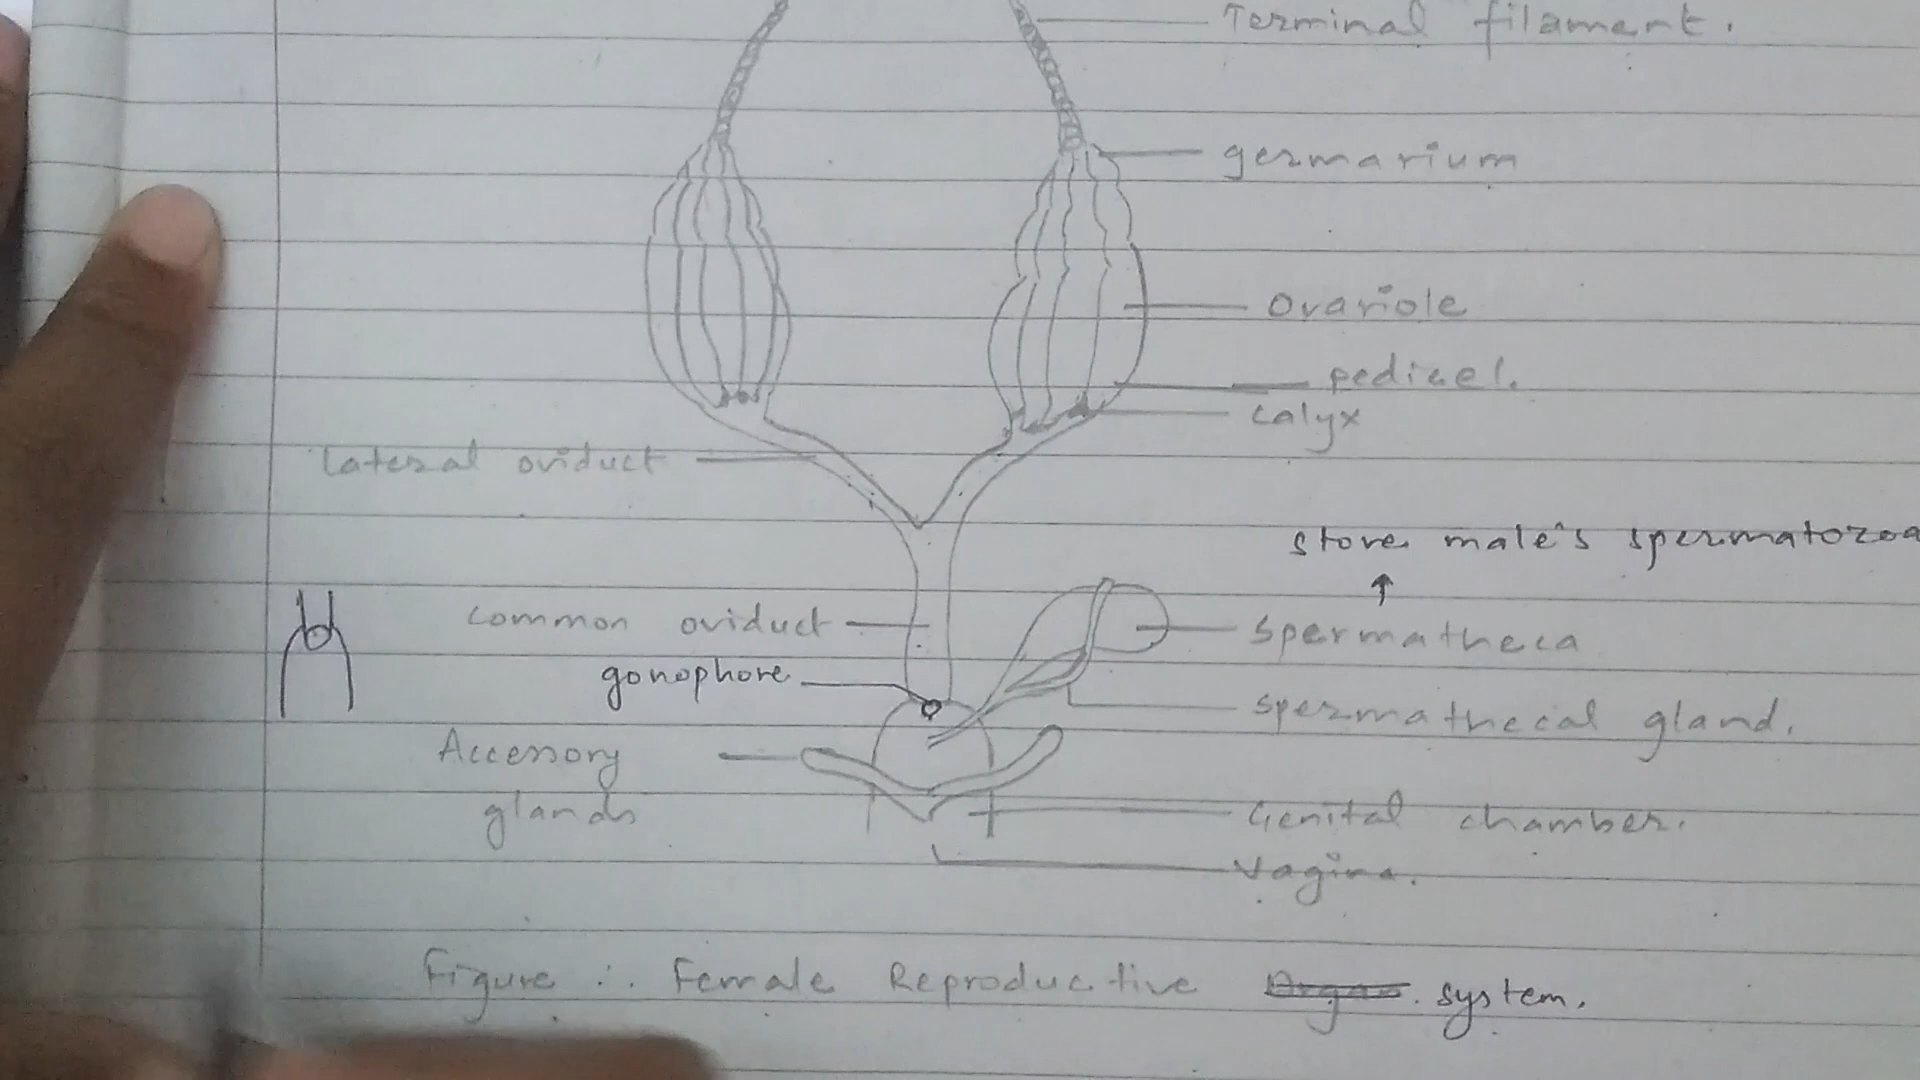 Terminal filament.
germarium
Ovariole
pedicel.
calyx
Lateral oviduct
store male's spermatozoa
↑
common oviduct
spermatheca
gonophore
spermathecal gland.
Accessory
glands
Genital chamber.
Vagina.
Figure :. Female Reproductive Organ. system.